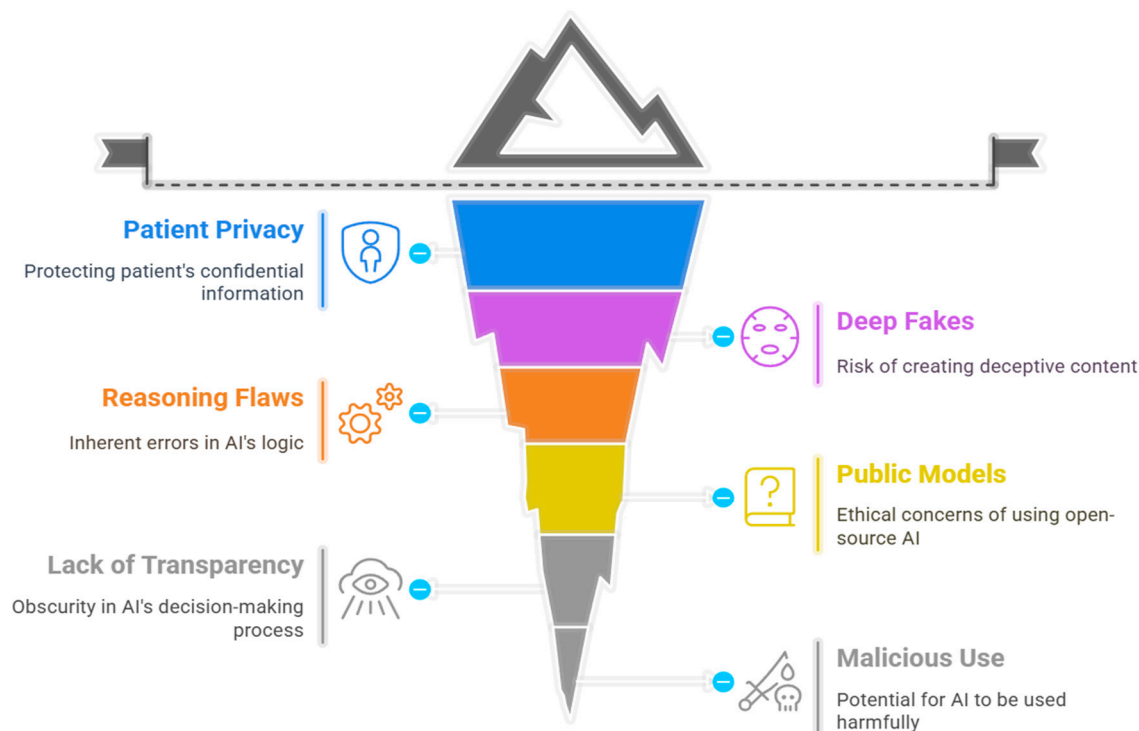 Patient Privacy
Protecting patient's confidential
information
Deep Fakes
Risk of creating deceptive content
Reasoning Flaws
Inherent errors in AI's logic
Public Models
Ethical concerns of using open-
source AI
Lack of Transparency
Obscurity in AI's decision-making
process
Malicious Use
Potential for AI to be used
harmfully